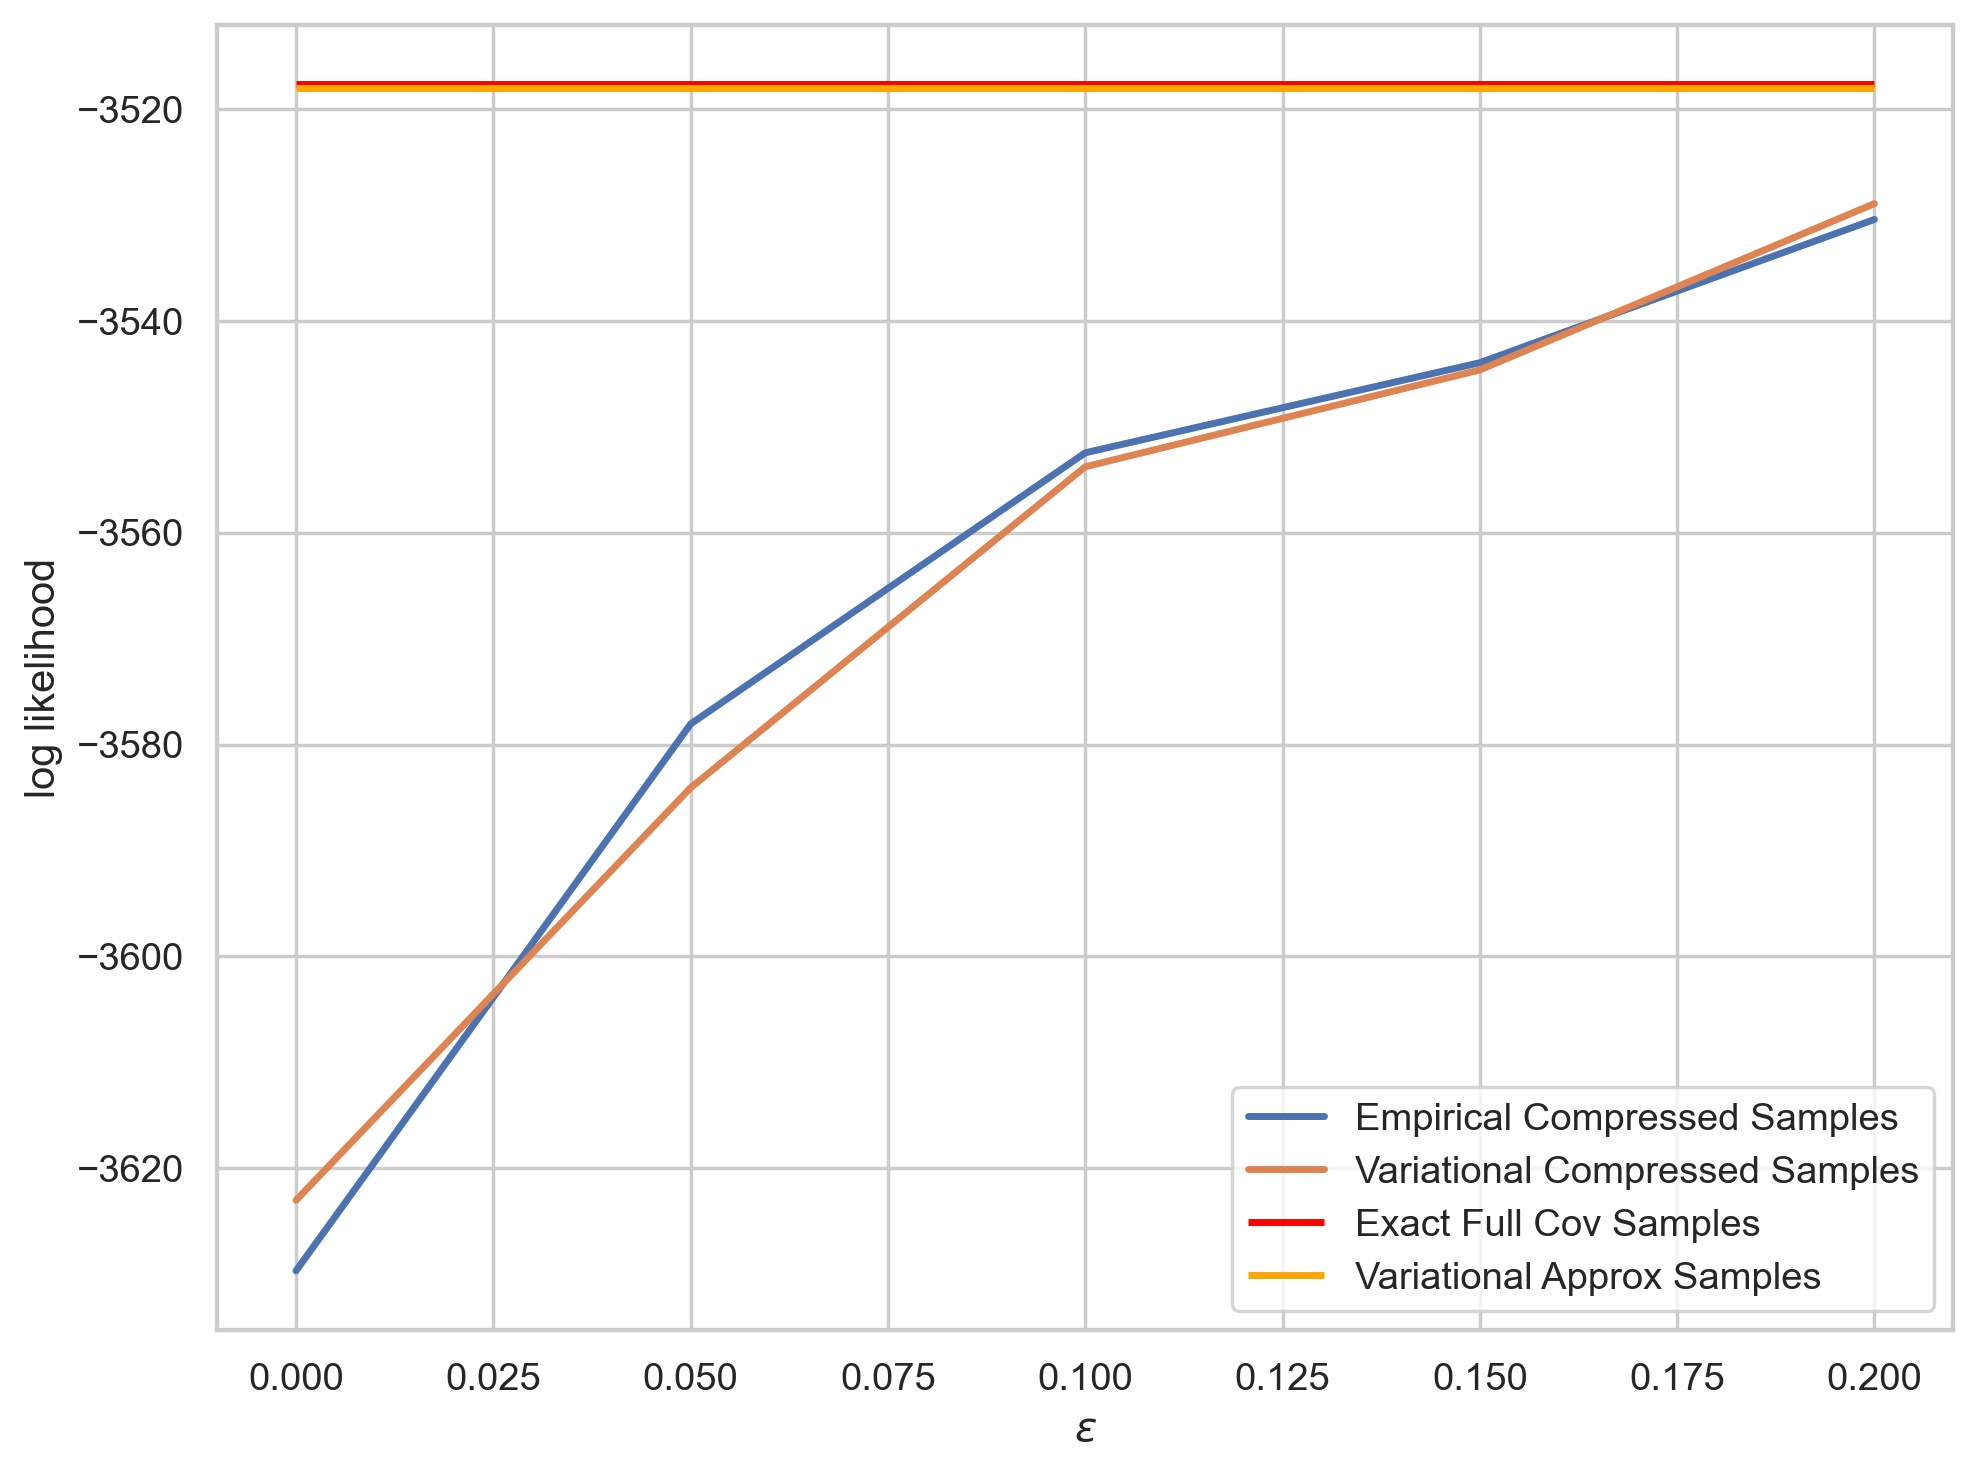 −3520
−3540
−3560
−3580
−3600
−3620
log likelihood
0.000 0.025 0.050 0.075 0.100 0.125 0.150 0.175 0.200
ε
Empirical Compressed Samples
Variational Compressed Samples
Exact Full Cov Samples
Variational Approx Samples